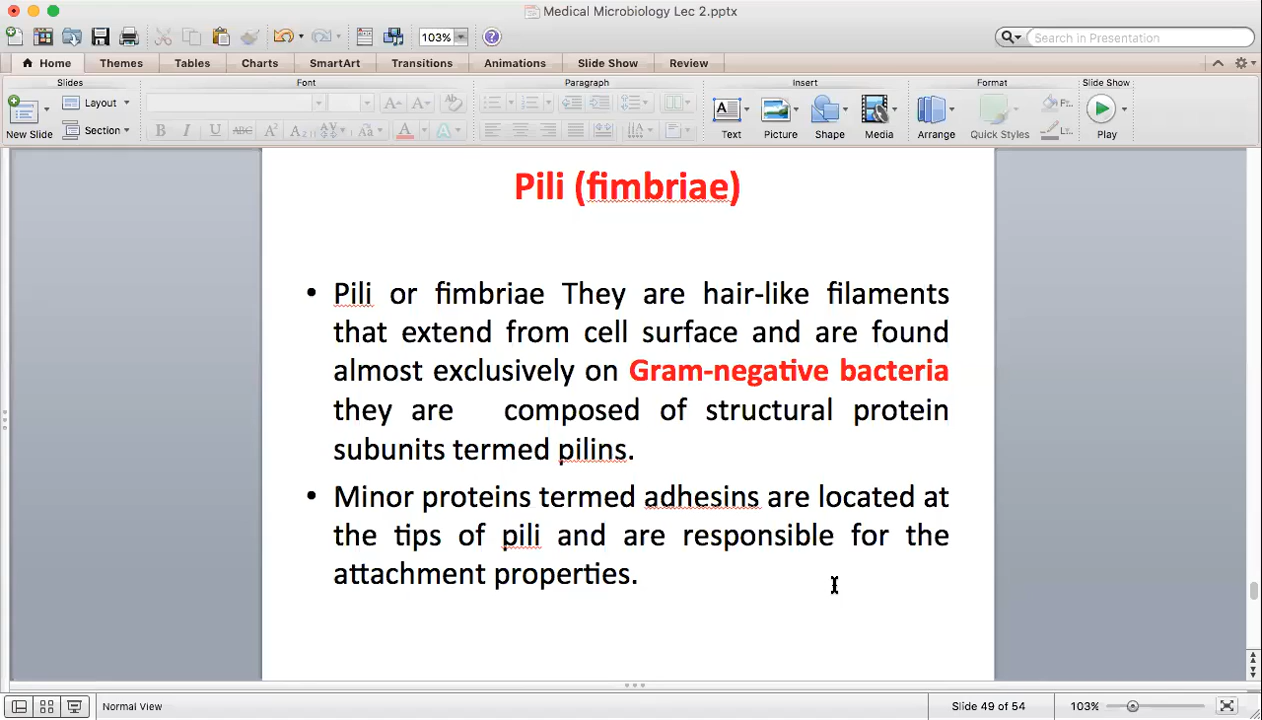 Medical Microbiology Lec 2.pptx
103%
Search in Presentation
Home Themes Tables Charts SmartArt Transitions Animations Slide Show Review
Slides Font Paragraph Insert Format Slide Show
Layout
Section
New Slide
B I U ABC
Text Picture Shape Media Arrange Quick Styles Play
Pili (fimbriae)
• Pili or fimbriae They are hair-like filaments
that extend from cell surface and are found
almost exclusively on Gram-negative bacteria
they are composed of structural protein
subunits termed pilins.
• Minor proteins termed adhesins are located at
the tips of pili and are responsible for the
attachment properties.
Normal View Slide 49 of 54 103%